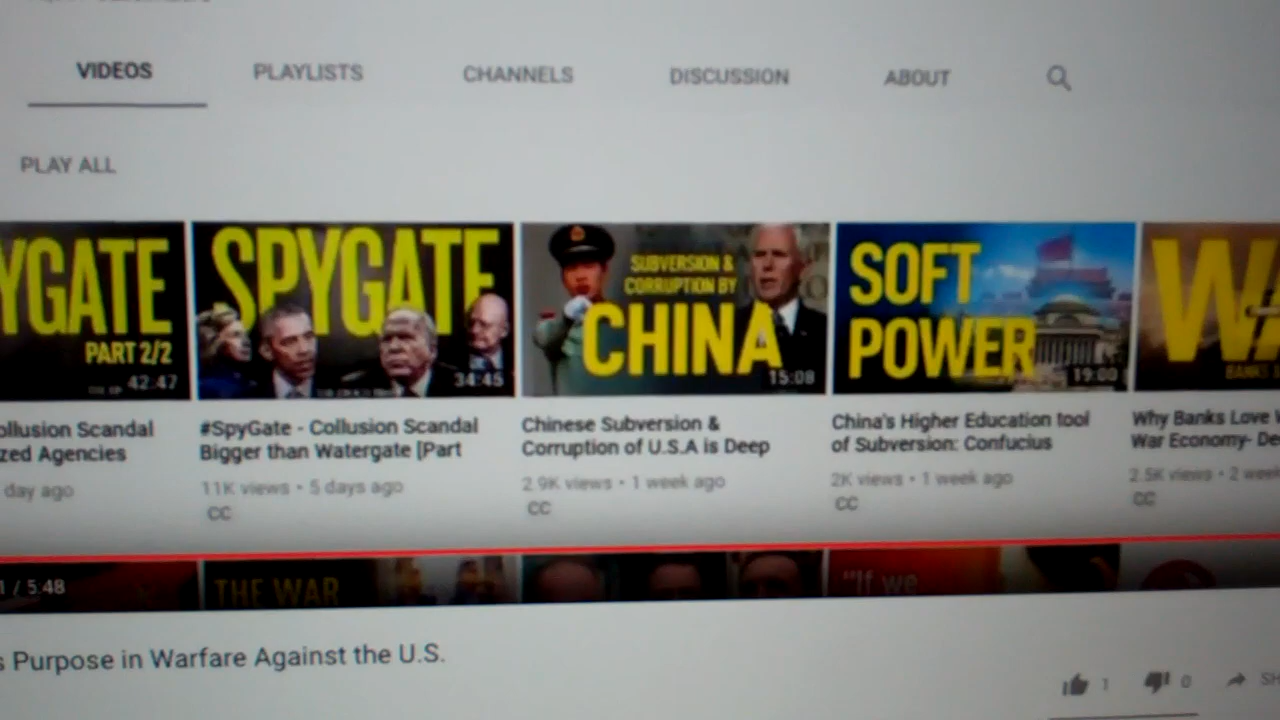 VIDEOS PLAYLISTS CHANNELS DISCUSSION ABOUT
PLAY ALL
YGATE
PART 2/2
42:47
SPYGATE
34:45
SUBVERSION &
CORRUPTION BY
CHINA
15:08
SOFT
POWER
19:00
ollusion Scandal
zed Agencies
day ago
#SpyGate - Collusion Scandal
Bigger than Watergate [Part
11K views • 5 days ago
CC
Chinese Subversion &
Corruption of U.S.A is Deep
2.9K views • 1 week ago
CC
China's Higher Education tool
of Subversion: Confucius
2K views • 1 week ago
CC
Why Banks Love
War Economy- De
2.5K views • 2 week
CC
1 / 5:48
THE WAR
"If we
s Purpose in Warfare Against the U.S.
1 0 SH